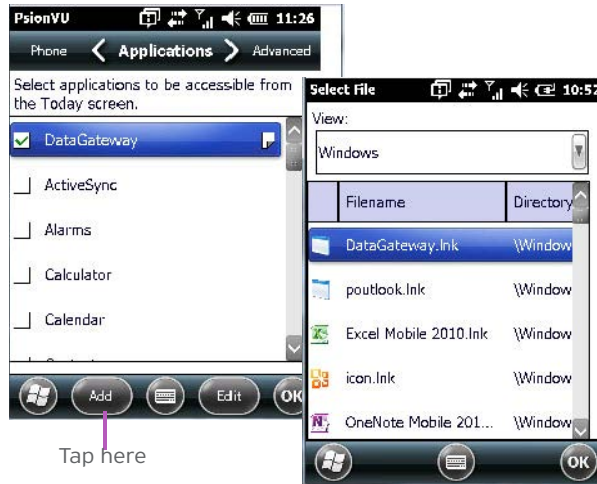 PsionVU 11:26
Phone Applications Advanced
Select applications to be accessible from
the Today screen.
DataGateway
ActiveSync
Alarms
Calculator
Calendar
Add Edit OK
Tap here
Select File 10:52
View:
Windows
Filename Directory
DataGateway.lnk \Window
poutlook.lnk \Window
Excel Mobile 2010.lnk \Window
icon.lnk \Window
OneNote Mobile 201... \Window
OK